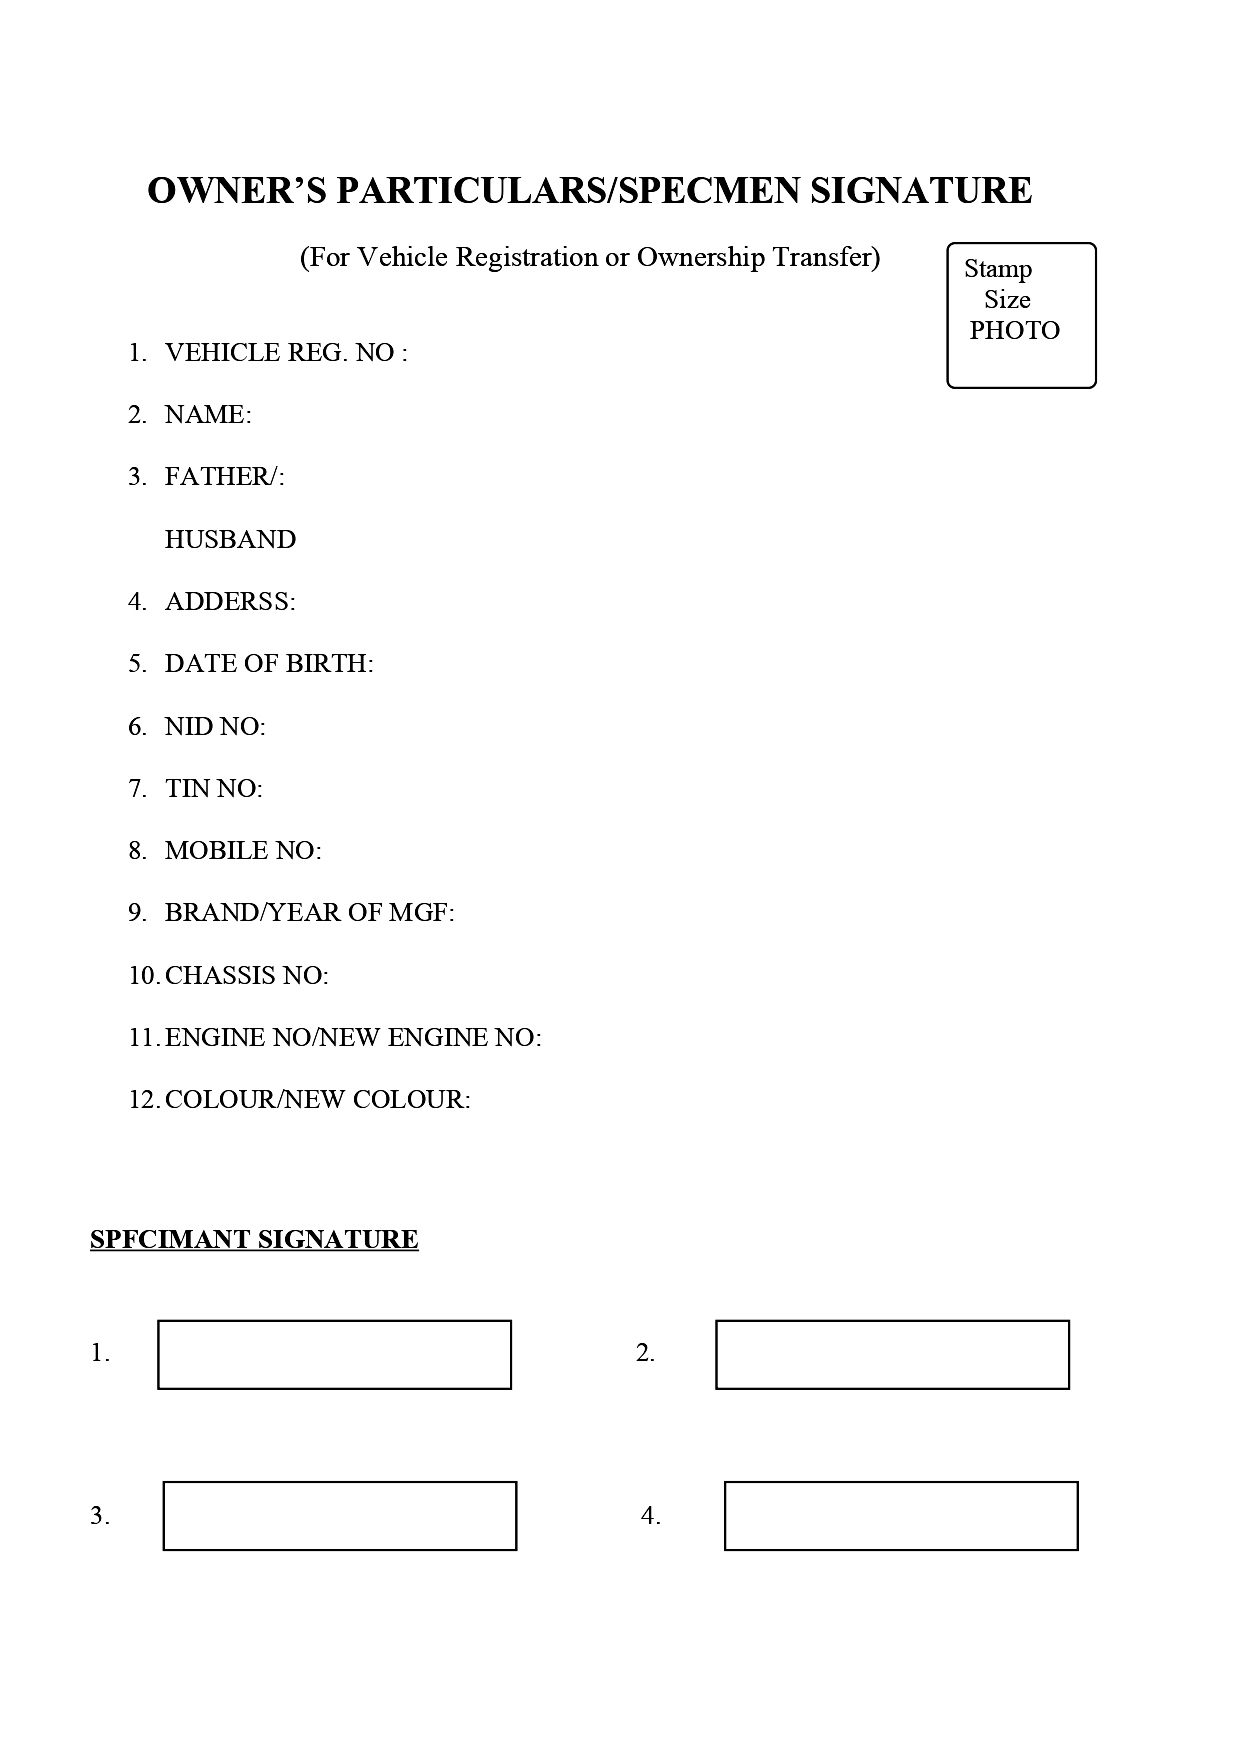 OWNER’S PARTICULARS/SPECMEN SIGNATURE
(For Vehicle Registration or Ownership Transfer)
Stamp
Size
PHOTO
1. VEHICLE REG. NO :
2. NAME:
3. FATHER/:
HUSBAND
4. ADDERSS:
5. DATE OF BIRTH:
6. NID NO:
7. TIN NO:
8. MOBILE NO:
9. BRAND/YEAR OF MGF:
10. CHASSIS NO:
11. ENGINE NO/NEW ENGINE NO:
12. COLOUR/NEW COLOUR:
SPFCIMANT SIGNATURE
1. 2.
3. 4.